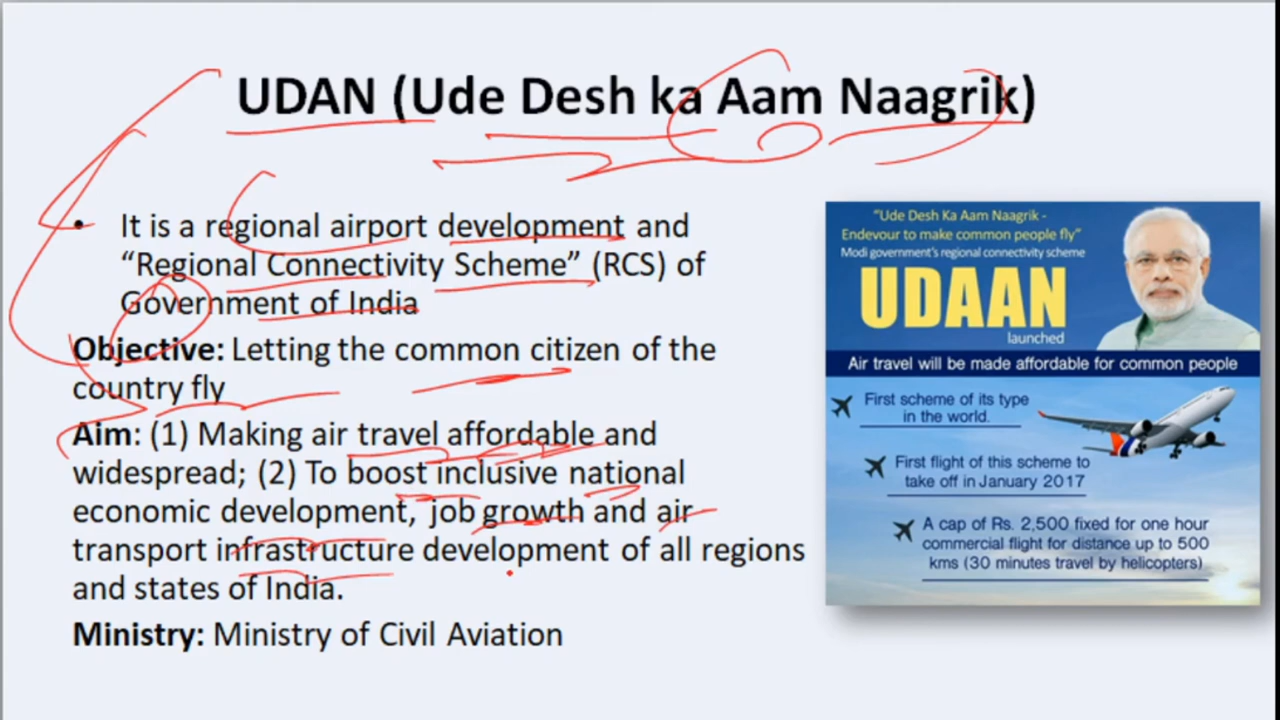 UDAN (Ude Desh ka Aam Naagrik)
• It is a regional airport development and
“Regional Connectivity Scheme” (RCS) of
Government of India
Objective: Letting the common citizen of the
country fly
Aim: (1) Making air travel affordable and
widespread; (2) To boost inclusive national
economic development, job growth and air
transport infrastructure development of all regions
and states of India.
Ministry: Ministry of Civil Aviation
“Ude Desh Ka Aam Naagrik -
Endevour to make common people fly”
Modi government's regional connectivity scheme
UDAAN
launched
Air travel will be made affordable for common people
First scheme of its type
in the world.
First flight of this scheme to
take off in January 2017
A cap of Rs. 2,500 fixed for one hour
commercial flight for distance up to 500
kms (30 minutes travel by helicopters)